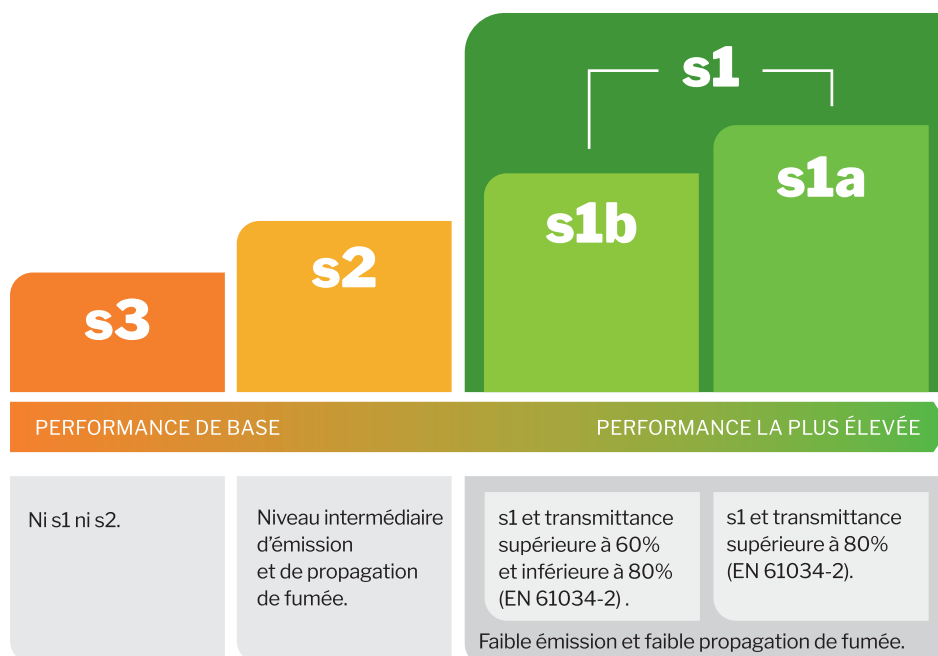 s1
s1a
s1b
s2
s3
PERFORMANCE DE BASE
PERFORMANCE LA PLUS ÉLEVÉE
Ni s1 ni s2.
Niveau intermédiaire
d’émission
et de propagation
de fumée.
s1 et transmittance
supérieure à 60%
et inférieure à 80%
(EN 61034-2) .
s1 et transmittance
supérieure à 80%
(EN 61034-2).
Faible émission et faible propagation de fumée.